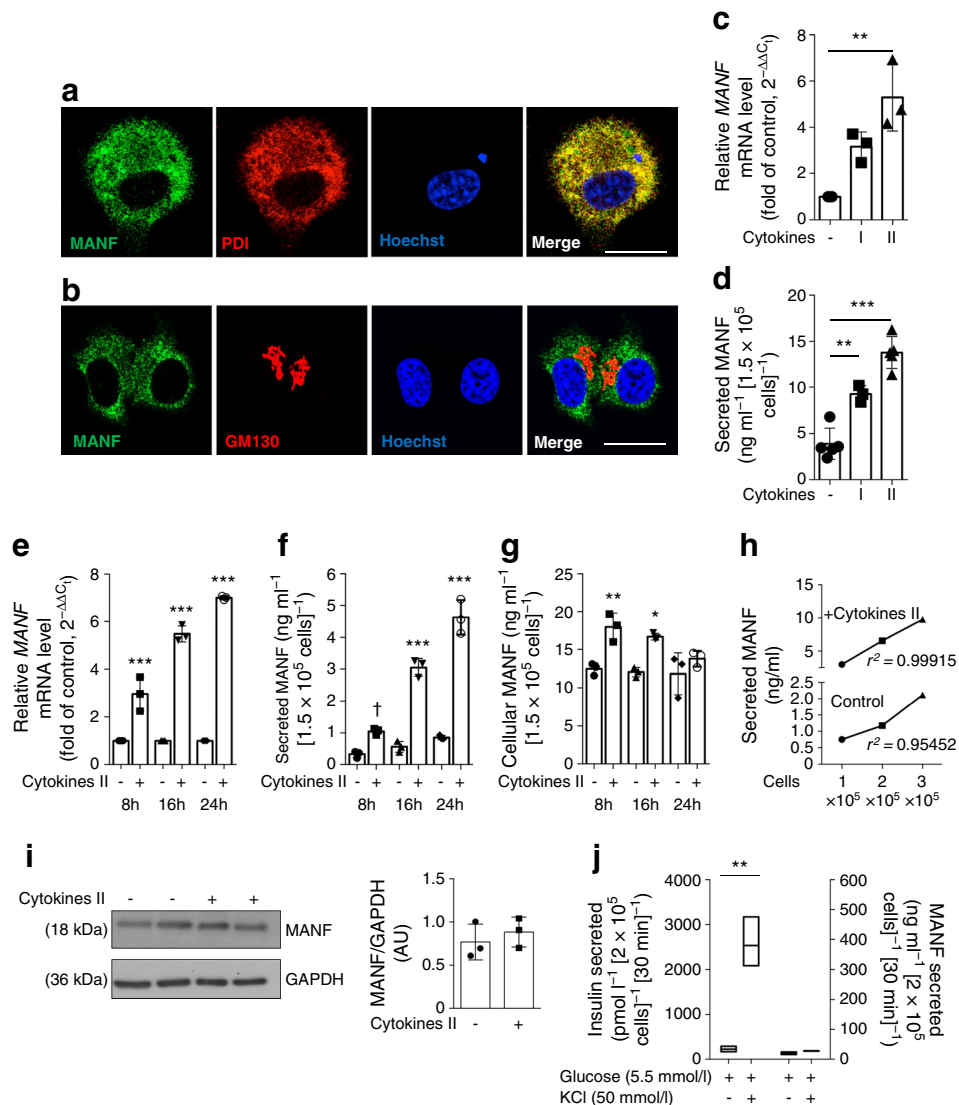 a
MANF
PDI
Hoechst
Merge
b
MANF
GM130
Hoechst
Merge
c
Relative MANF
mRNA level
(fold of control, 2⁻ΔΔCt)
8
6
4
2
0
**
Cytokines - I II
d
Secreted MANF
(ng ml⁻¹ [1.5 × 10⁵
cells]⁻¹)
20
15
10
5
0
***
**
Cytokines - I II
e
Relative MANF
mRNA level
(fold of control, 2⁻ΔΔCt)
8
6
4
2
0
*** *** ***
Cytokines II - + - + - +
8h 16h 24h
f
Secreted MANF (ng ml⁻¹
[1.5 × 10⁵ cells]⁻¹)
6
5
4
3
2
1
0
† *** ***
- + - + - +
8h 16h 24h
g
Cellular MANF (ng ml⁻¹
[1.5 × 10⁵ cells]⁻¹)
25
20
15
10
5
0
** *
Cytokines II - + - + - +
8h 16h 24h
h
Secreted MANF
(ng/ml)
15
10
5
0
2.0
1.5
1.0
0.5
0
+Cytokines II
r² = 0.99915
Control
r² = 0.95452
Cells 1 2 3
×10⁵ ×10⁵ ×10⁵
i
Cytokines II - - + +
(18 kDa) MANF
(36 kDa) GAPDH
MANF/GAPDH
(AU)
1.5
1.0
0.5
0
Cytokines II - +
j
Insulin secreted
(pmol l⁻¹ [2 × 10⁵
cells]⁻¹ [30 min]⁻¹)
4000
3000
2000
1000
0
**
600
500
400
300
200
100
0
MANF secreted
(ng ml⁻¹ [2 × 10⁵
cells]⁻¹ [30 min]⁻¹)
Glucose (5.5 mmol/l) + + + +
KCl (50 mmol/l) - + - +